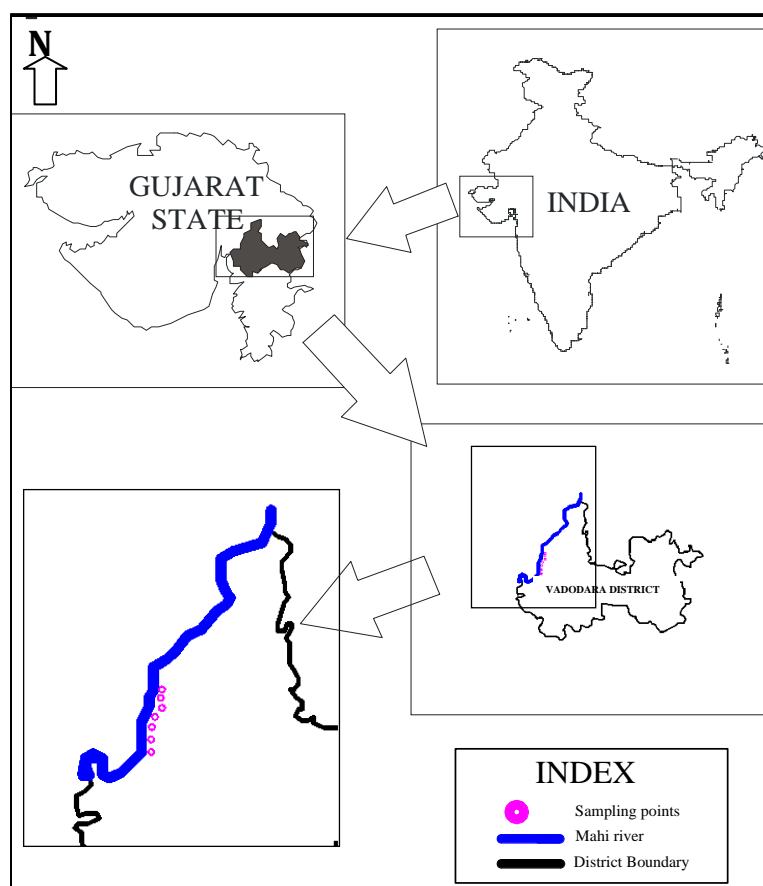 N
GUJARAT
STATE
INDIA
VADODARA DISTRICT
INDEX
Sampling points
Mahi river
District Boundary